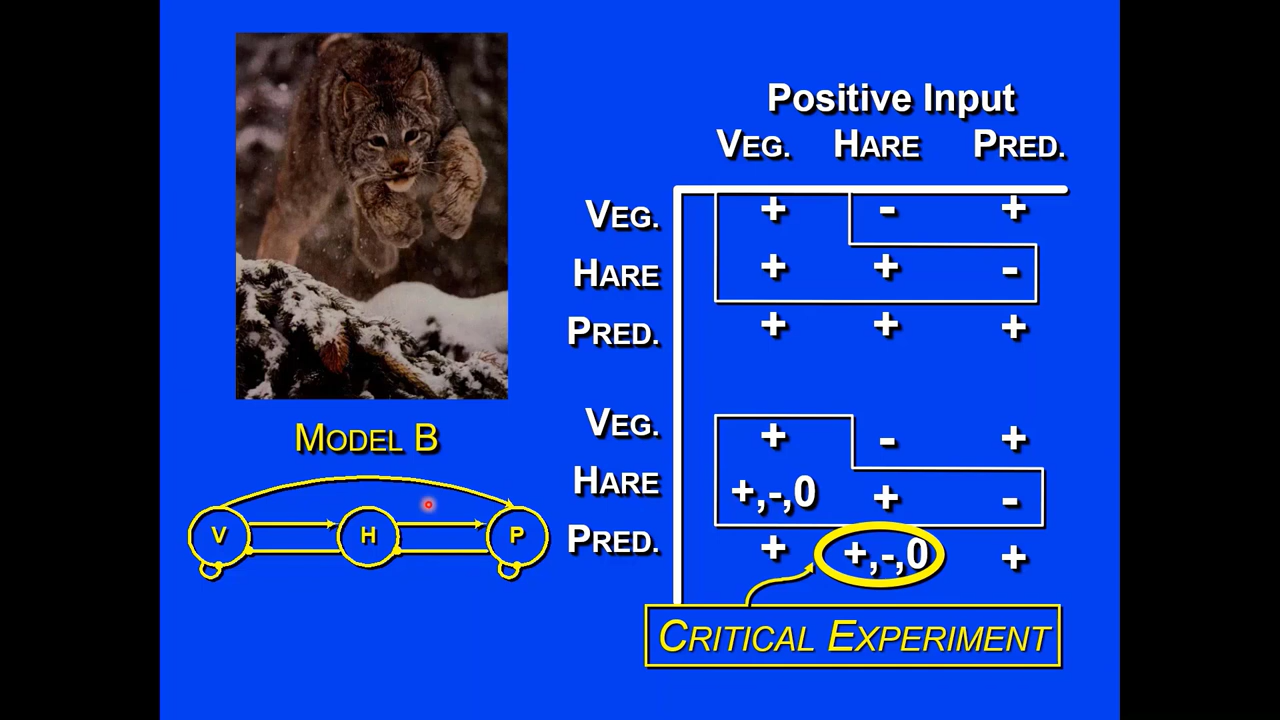 Positive Input
VEG. HARE PRED.
VEG. + - +
HARE + + -
PRED. + + +
VEG. + - +
HARE +,-,0 + -
PRED. + +,-,0 +
CRITICAL EXPERIMENT
MODEL B
V H P